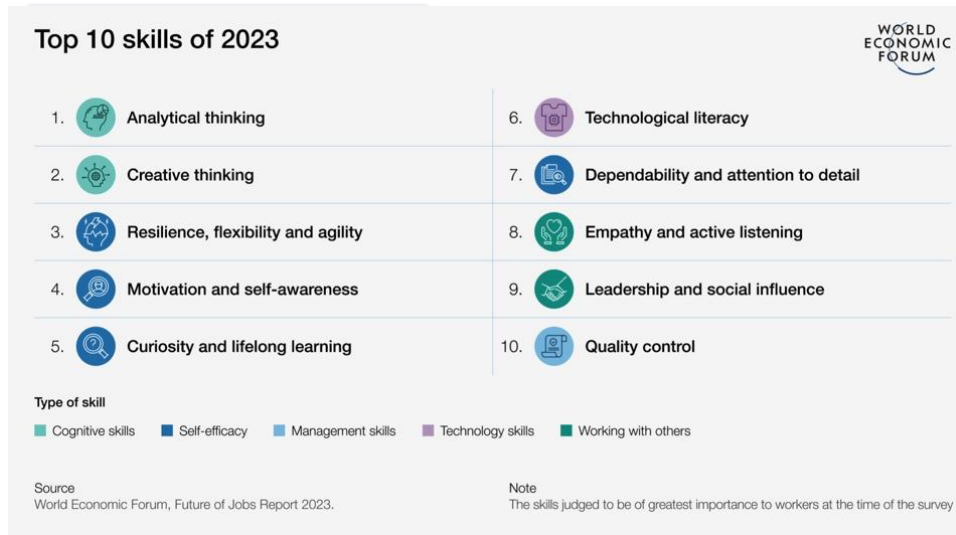 Top 10 skills of 2023
WORLD
ECONOMIC
FORUM
1. Analytical thinking
2. Creative thinking
3. Resilience, flexibility and agility
4. Motivation and self-awareness
5. Curiosity and lifelong learning
6. Technological literacy
7. Dependability and attention to detail
8. Empathy and active listening
9. Leadership and social influence
10. Quality control
Type of skill
Cognitive skills Self-efficacy Management skills Technology skills Working with others
Source
World Economic Forum, Future of Jobs Report 2023.
Note
The skills judged to be of greatest importance to workers at the time of the survey